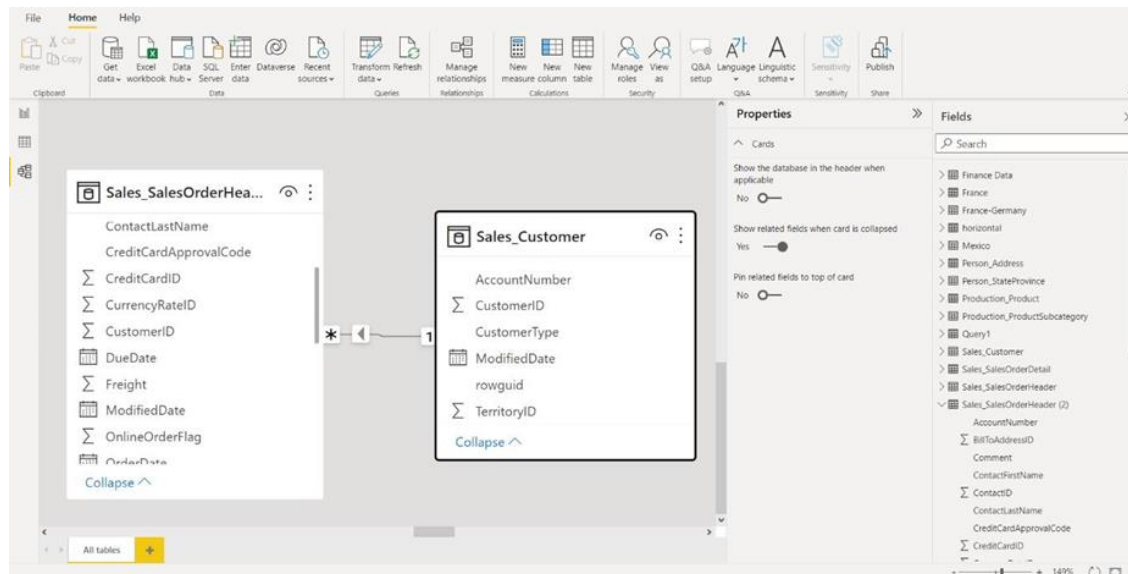 File Home Help
Paste
Cut
Copy
Clipboard
Get data
Excel workbook
Data hub
SQL Server
Enter data
Dataverse
Recent sources
Data
Transform data
Refresh
Queries
Manage relationships
Relationships
New measure
New column
New table
Calculations
Manage roles
View as
Security
Q&A setup
Language
Linguistic schema
Q&A
Sensitivity
Sensitivity
Publish
Share
Sales_SalesOrderHea...
ContactLastName
CreditCardApprovalCode
CreditCardID
CurrencyRateID
CustomerID
DueDate
Freight
ModifiedDate
OnlineOrderFlag
OrderDate
Collapse
* 1
Sales_Customer
AccountNumber
CustomerID
CustomerType
ModifiedDate
rowguid
TerritoryID
Collapse
Properties
Cards
Show the database in the header when
applicable
No
Show related fields when card is collapsed
Yes
Pin related fields to top of card
No
Fields
Search
Finance Data
France
France-Germany
horizontal
Mexico
Person_Address
Person_StateProvince
Production_Product
Production_ProductSubcategory
Query1
Sales_Customer
Sales_SalesOrderDetail
Sales_SalesOrderHeader
Sales_SalesOrderHeader (2)
AccountNumber
BillToAddressID
Comment
ContactFirstName
ContactID
ContactLastName
CreditCardApprovalCode
CreditCardID
All tables +
149%